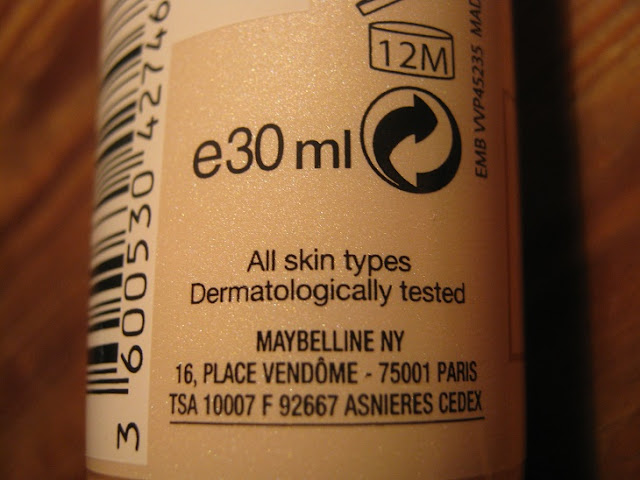 12M
e30 ml
All skin types
Dermatologically tested
MAYBELLINE NY
16, PLACE VENDÔME - 75001 PARIS
TSA 10007 F 92667 ASNIERES CEDEX
EMB VVP45235 MAD
3 600530 42746